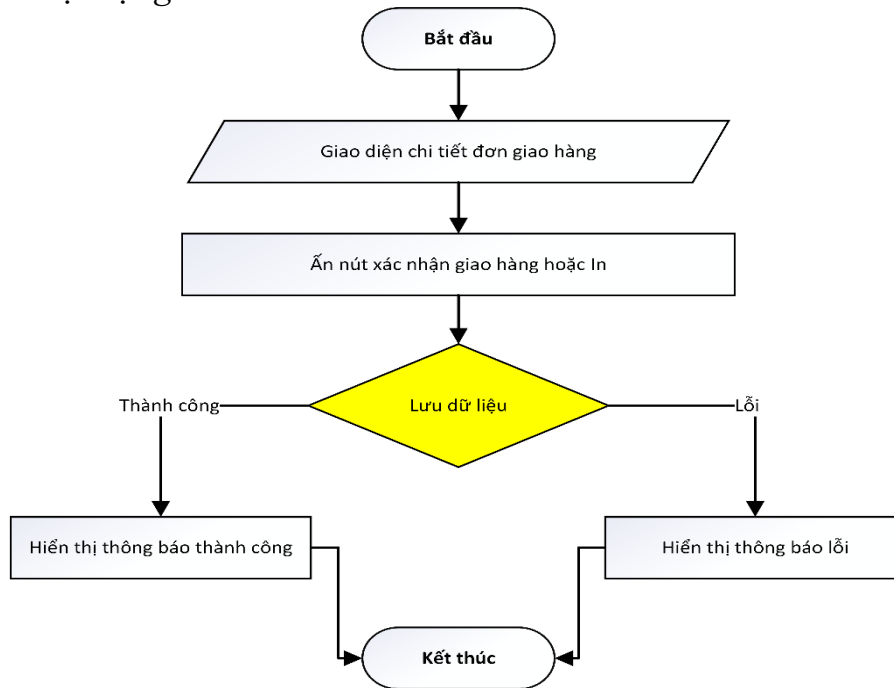 Bắt đầu
Giao diện chi tiết đơn giao hàng
Ấn nút xác nhận giao hàng hoặc In
Thành công
Lưu dữ liệu
Lỗi
Hiển thị thông báo thành công
Hiển thị thông báo lỗi
Kết thúc